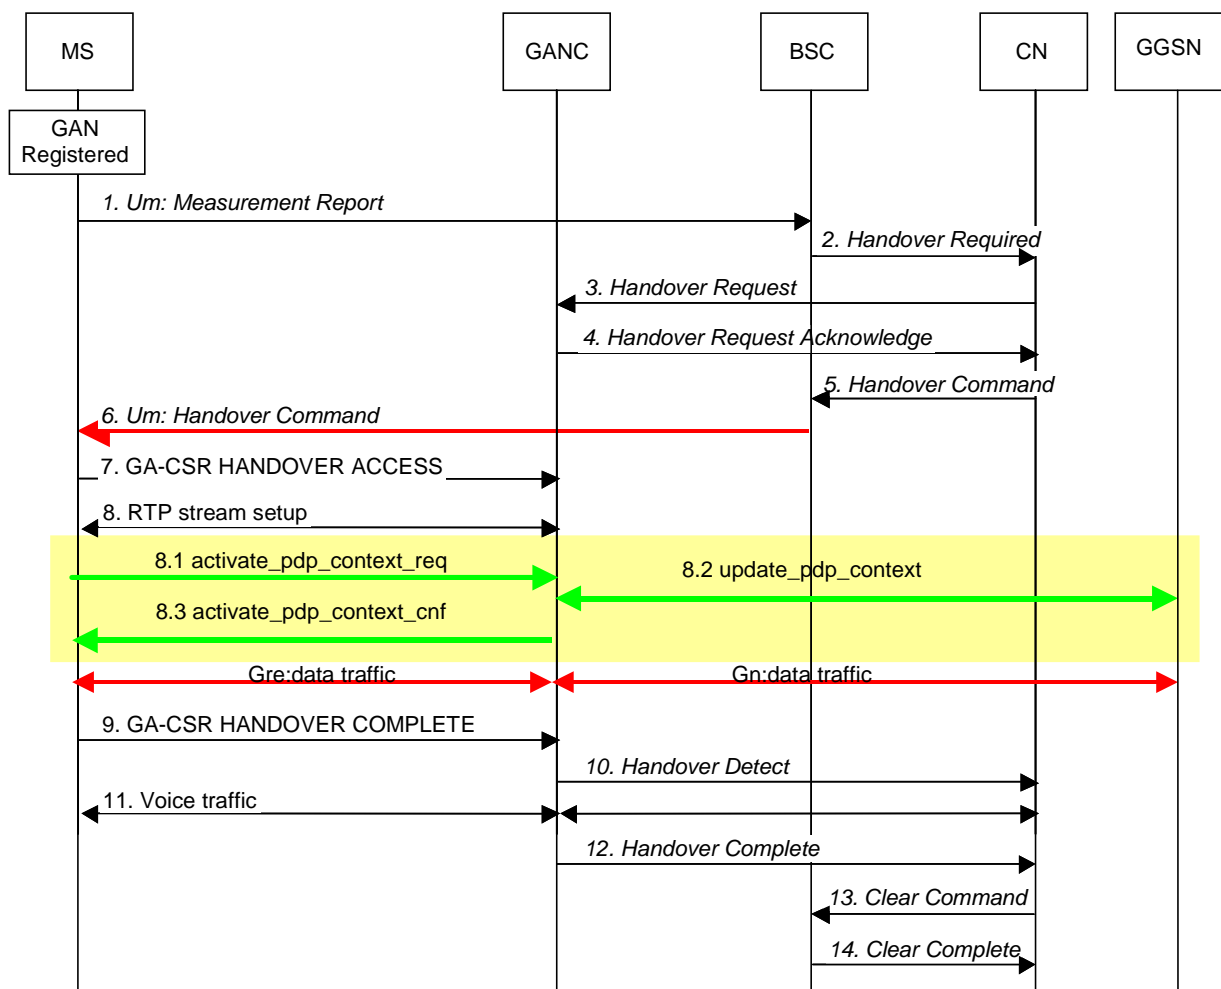 MS
GANC
BSC
CN
GGSN
GAN
Registered
1. Um: Measurement Report
2. Handover Required
3. Handover Request
4. Handover Request Acknowledge
5. Handover Command
6. Um: Handover Command
7. GA-CSR HANDOVER ACCESS
8. RTP stream setup
8.1 activate_pdp_context_req
8.2 update_pdp_context
8.3 activate_pdp_context_cnf
Gre:data traffic
Gn:data traffic
9. GA-CSR HANDOVER COMPLETE
10. Handover Detect
11. Voice traffic
12. Handover Complete
13. Clear Command
14. Clear Complete